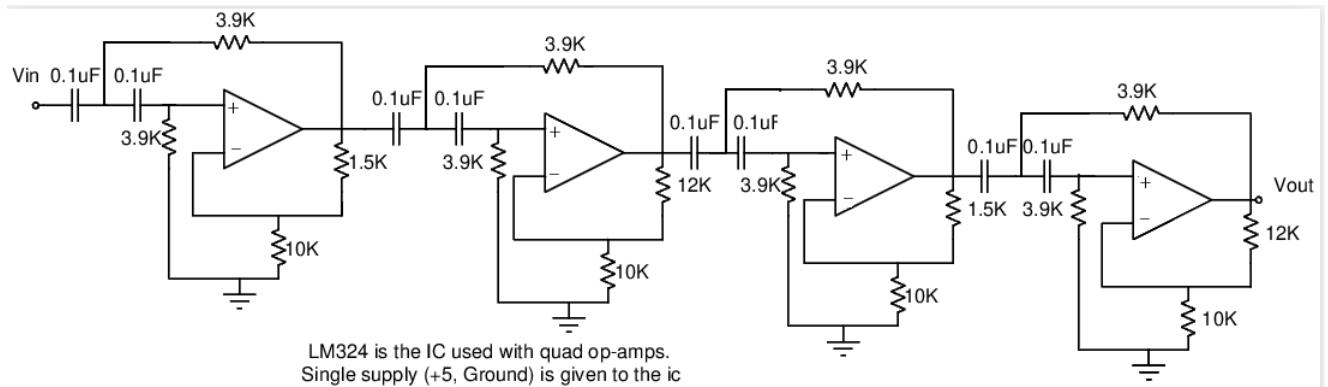 3.9K
Vin 0.1uF 0.1uF
3.9K
1.5K
10K
3.9K
0.1uF 0.1uF
3.9K
12K
10K
3.9K
0.1uF 0.1uF
3.9K
1.5K
10K
3.9K
0.1uF 0.1uF
3.9K
Vout
12K
10K
LM324 is the IC used with quad op-amps.
Single supply (+5, Ground) is given to the ic